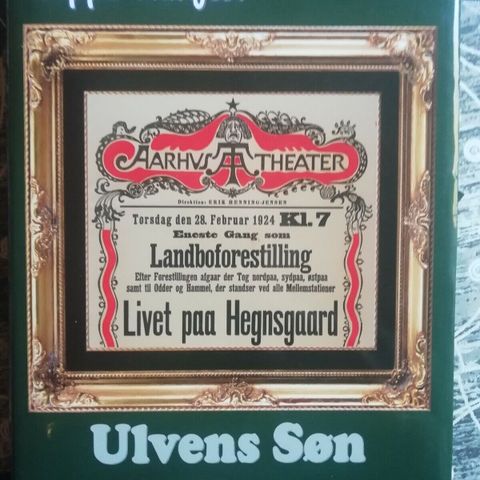 AARHVS AT THEATER
Direktion: ERIK HENNING-JENSEN
Torsdag den 28. Februar 1924 Kl. 7
Eneste Gang som
Landboforestilling
Efter Forestillingen afgaar der Tog nordpaa, sydpaa, østpaa
samt til Odder og Hammel, der standser ved alle Mellemstationer
Livet paa Hegnsgaard
Ulvens Søn